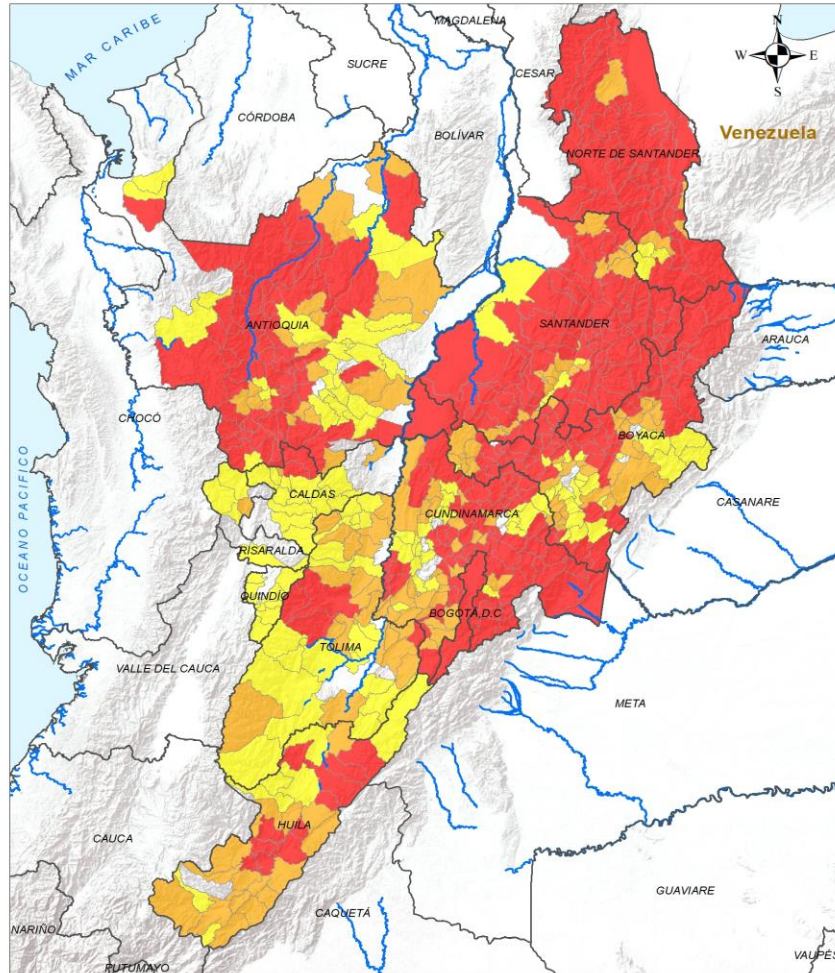 MAGDALENA
N
MAR CARIBE
SUCRE
W
E
CESAR
S
CÓRDOBA
BOLÍVAR
Venezuela
NORTE DE SANTANDER
ANTIOQUIA
SANTANDER
ARAUCA
CHOCÓ
BOYACÁ
OCEANO PACIFICO
CALDAS
CASANARE
CUNDINAMARCA
RISARALDA
QUINDÍO
BOGOTÁ,D.C
TOLIMA
VALLE DEL CAUCA
META
HUILA
CAUCA
GUAVIARE
CAQUETÁ
NARIÑO
VAUPÉS
PUTUMAYO